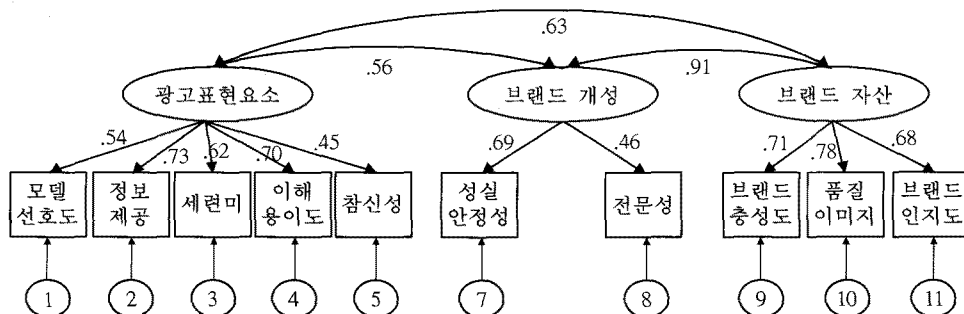 .63
.56
.91
광고표현요소
브랜드 개성
브랜드 자산
.54
.73
.62
.70
.45
.69
.46
.71
.78
.68
모델
선호도
정보
제공
세련미
이해
용이도
참신성
성실
안정성
전문성
브랜드
충성도
품질
이미지
브랜드
인지도
1
2
3
4
5
7
8
9
10
11